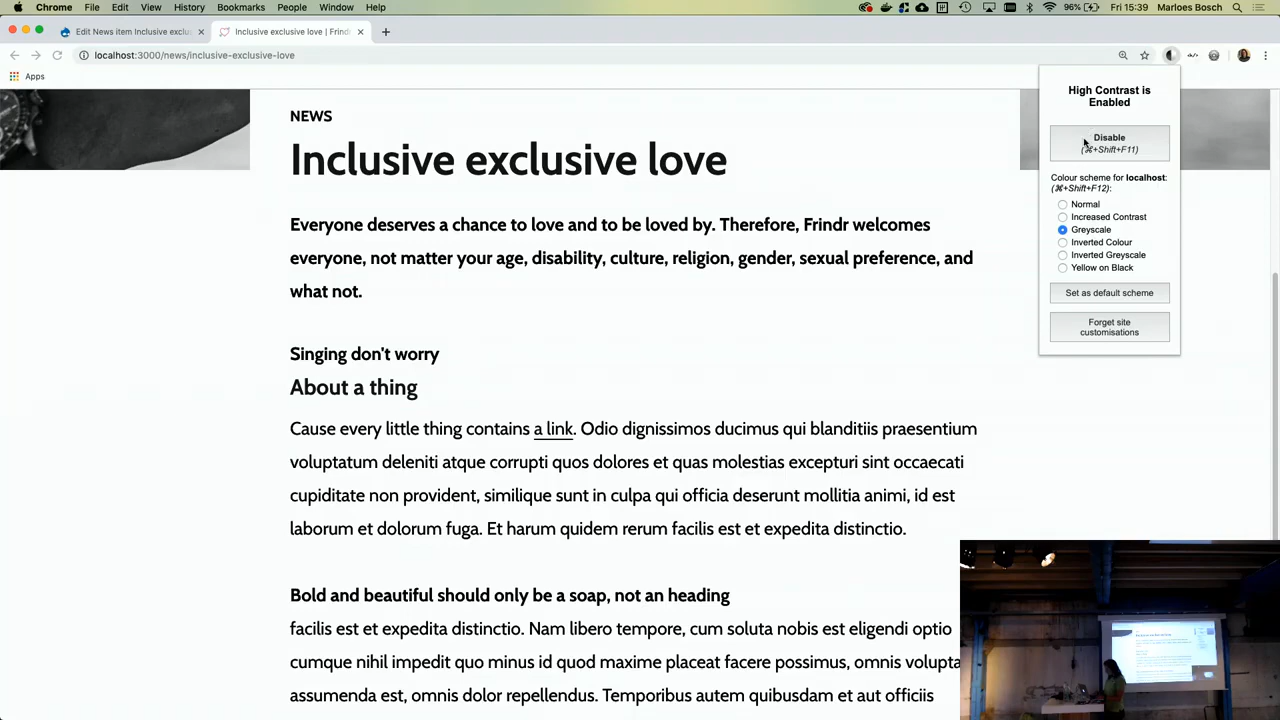 Chrome File Edit View History Bookmarks People Window Help
96% Fri 15:39 Marloes Bosch
Edit News item Inclusive exclus
Inclusive exclusive love | Frindr
localhost:3000/news/inclusive-exclusive-love
Apps
High Contrast is
Enabled
Disable
(⌘+Shift+F11)
Colour scheme for localhost:
(⌘+Shift+F12):
Normal
Increased Contrast
Greyscale
Inverted Colour
Inverted Greyscale
Yellow on Black
Set as default scheme
Forget site
customisations
NEWS
Inclusive exclusive love
Everyone deserves a chance to love and to be loved by. Therefore, Frindr welcomes
everyone, not matter your age, disability, culture, religion, gender, sexual preference, and
what not.
Singing don't worry
About a thing
Cause every little thing contains a link. Odio dignissimos ducimus qui blanditiis praesentium
voluptatum deleniti atque corrupti quos dolores et quas molestias excepturi sint occaecati
cupiditate non provident, similique sunt in culpa qui officia deserunt mollitia animi, id est
laborum et dolorum fuga. Et harum quidem rerum facilis est et expedita distinctio.
Bold and beautiful should only be a soap, not an heading
facilis est et expedita distinctio. Nam libero tempore, cum soluta nobis est eligendi optio
cumque nihil impedit quo minus id quod maxime placeat facere possimus, omnis volupta
assumenda est, omnis dolor repellendus. Temporibus autem quibusdam et aut officiis